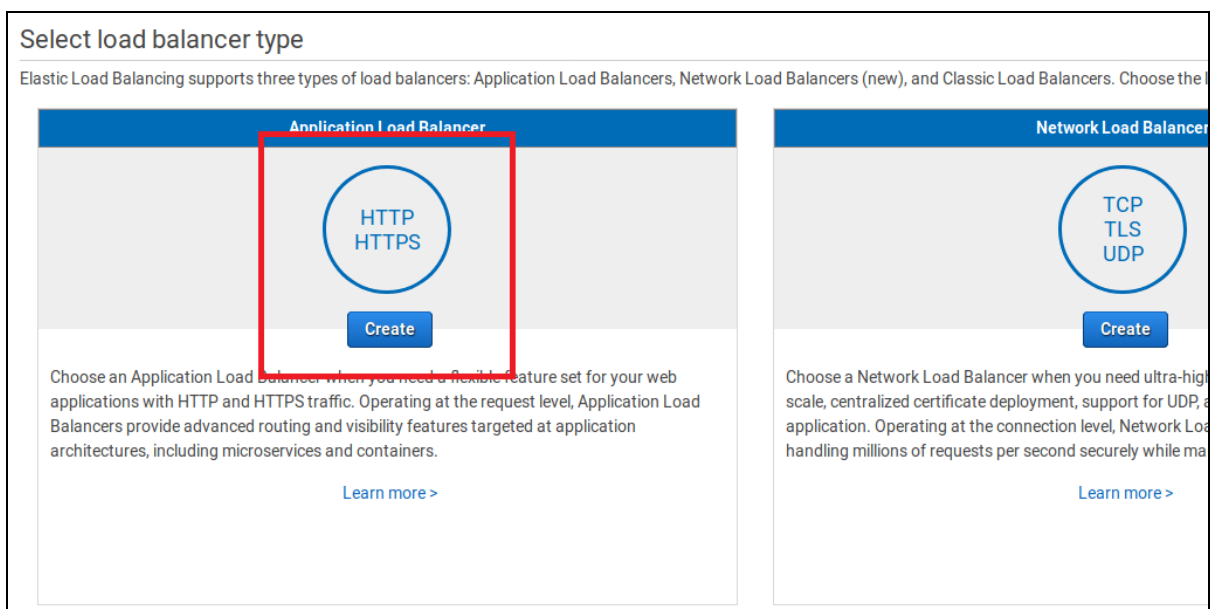 Select load balancer type
Elastic Load Balancing supports three types of load balancers: Application Load Balancers, Network Load Balancers (new), and Classic Load Balancers. Choose the
Application Load Balancer
HTTP
HTTPS
Create
Choose an Application Load Balancer when you need a flexible feature set for your web
applications with HTTP and HTTPS traffic. Operating at the request level, Application Load
Balancers provide advanced routing and visibility features targeted at application
architectures, including microservices and containers.
Learn more >
Network Load Balancer
TCP
TLS
UDP
Create
Choose a Network Load Balancer when you need ultra-high
scale, centralized certificate deployment, support for UDP,
application. Operating at the connection level, Network
handling millions of requests per second securely while
Learn more >